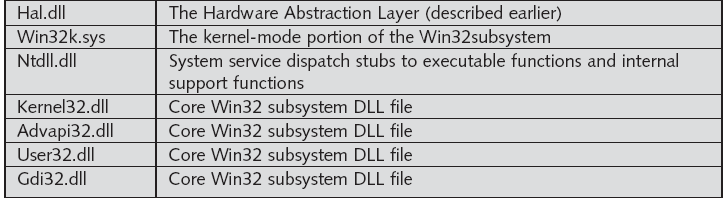 Hal.dll The Hardware Abstraction Layer (described earlier)
Win32k.sys The kernel-mode portion of the Win32subsystem
Ntdll.dll System service dispatch stubs to executable functions and internal
support functions
Kernel32.dll Core Win32 subsystem DLL file
Advapi32.dll Core Win32 subsystem DLL file
User32.dll Core Win32 subsystem DLL file
Gdi32.dll Core Win32 subsystem DLL file